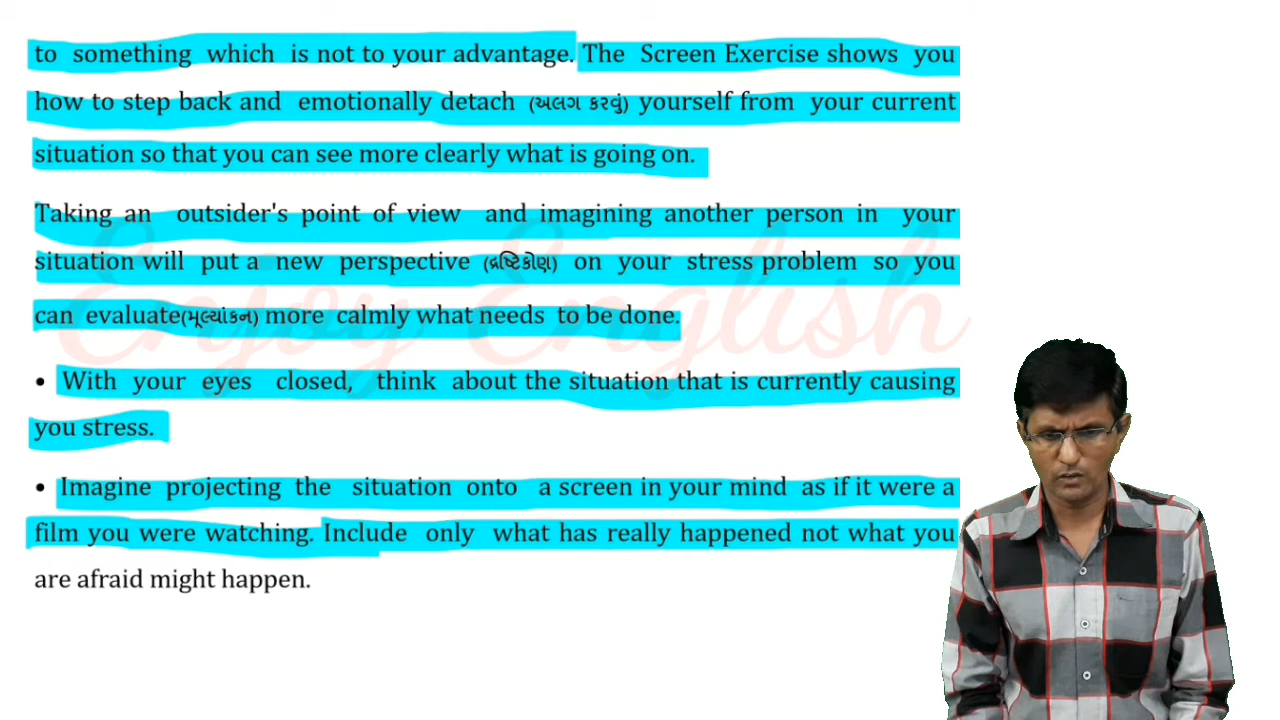 to something which is not to your advantage. The Screen Exercise shows you
how to step back and emotionally detach (અલગ કરવું) yourself from your current
situation so that you can see more clearly what is going on.
Taking an outsider's point of view and imagining another person in your
situation will put a new perspective (દ્રષ્ટિકોણ) on your stress problem so you
can evaluate(મૂલ્યાંકન) more calmly what needs to be done.
• With your eyes closed, think about the situation that is currently causing
you stress.
• Imagine projecting the situation onto a screen in your mind as if it were a
film you were watching. Include only what has really happened not what you
are afraid might happen.
Enjoy English